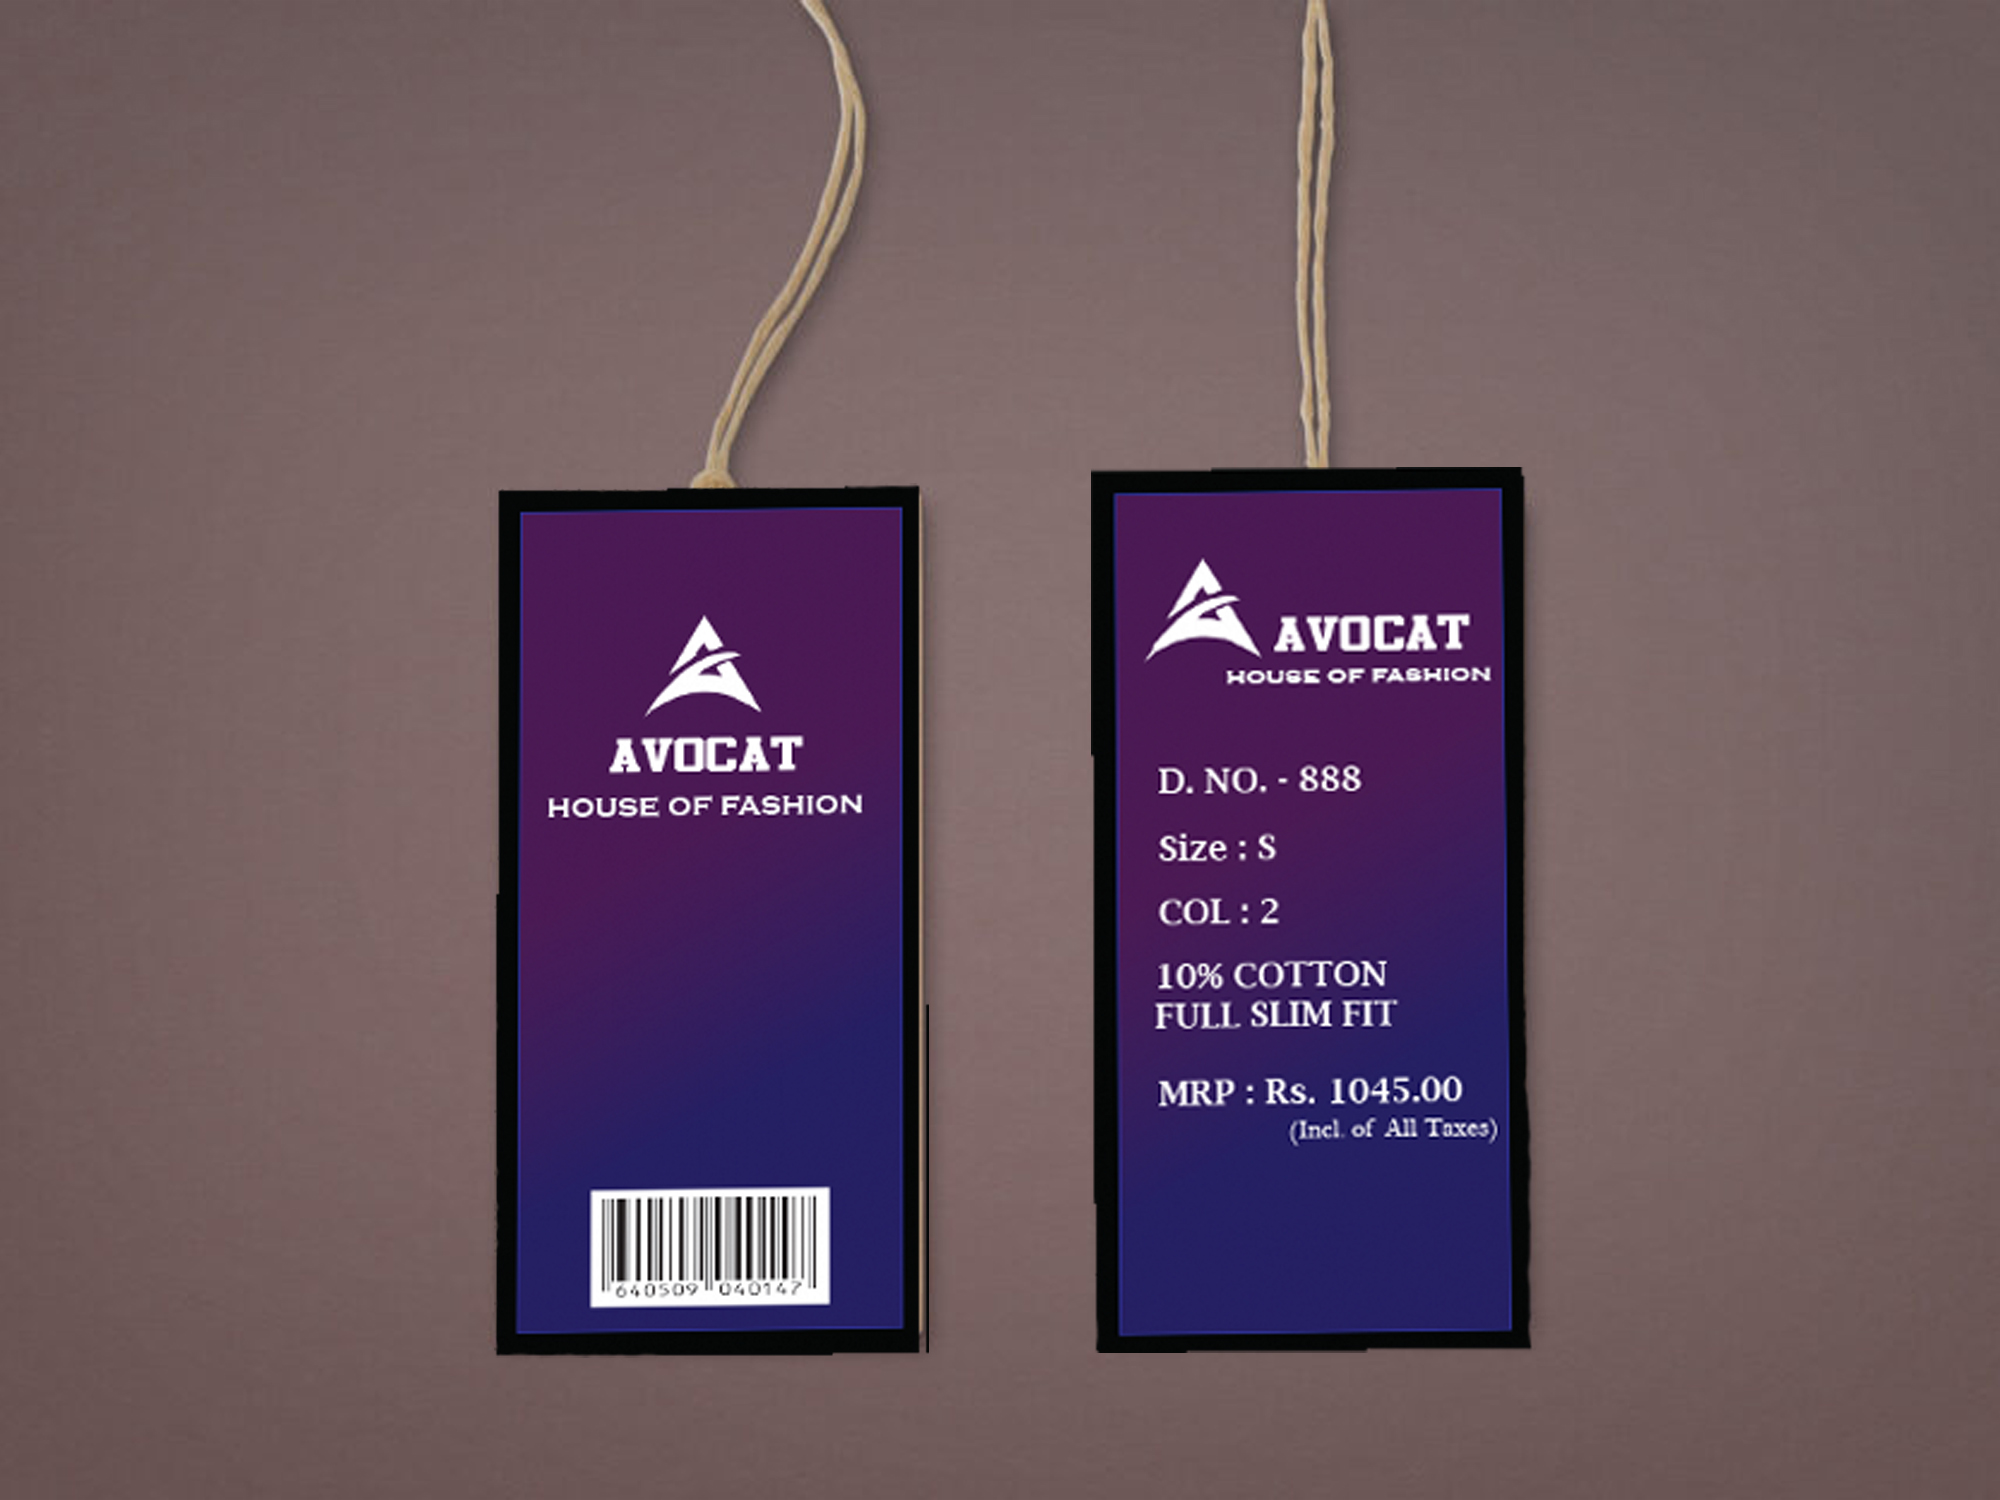 AVOCAT
HOUSE OF FASHION
640509 040147
AVOCAT
HOUSE OF FASHION
D. NO. - 888
Size : S
COL : 2
10% COTTON
FULL SLIM FIT
MRP : Rs. 1045.00
(Incl. of All Taxes)